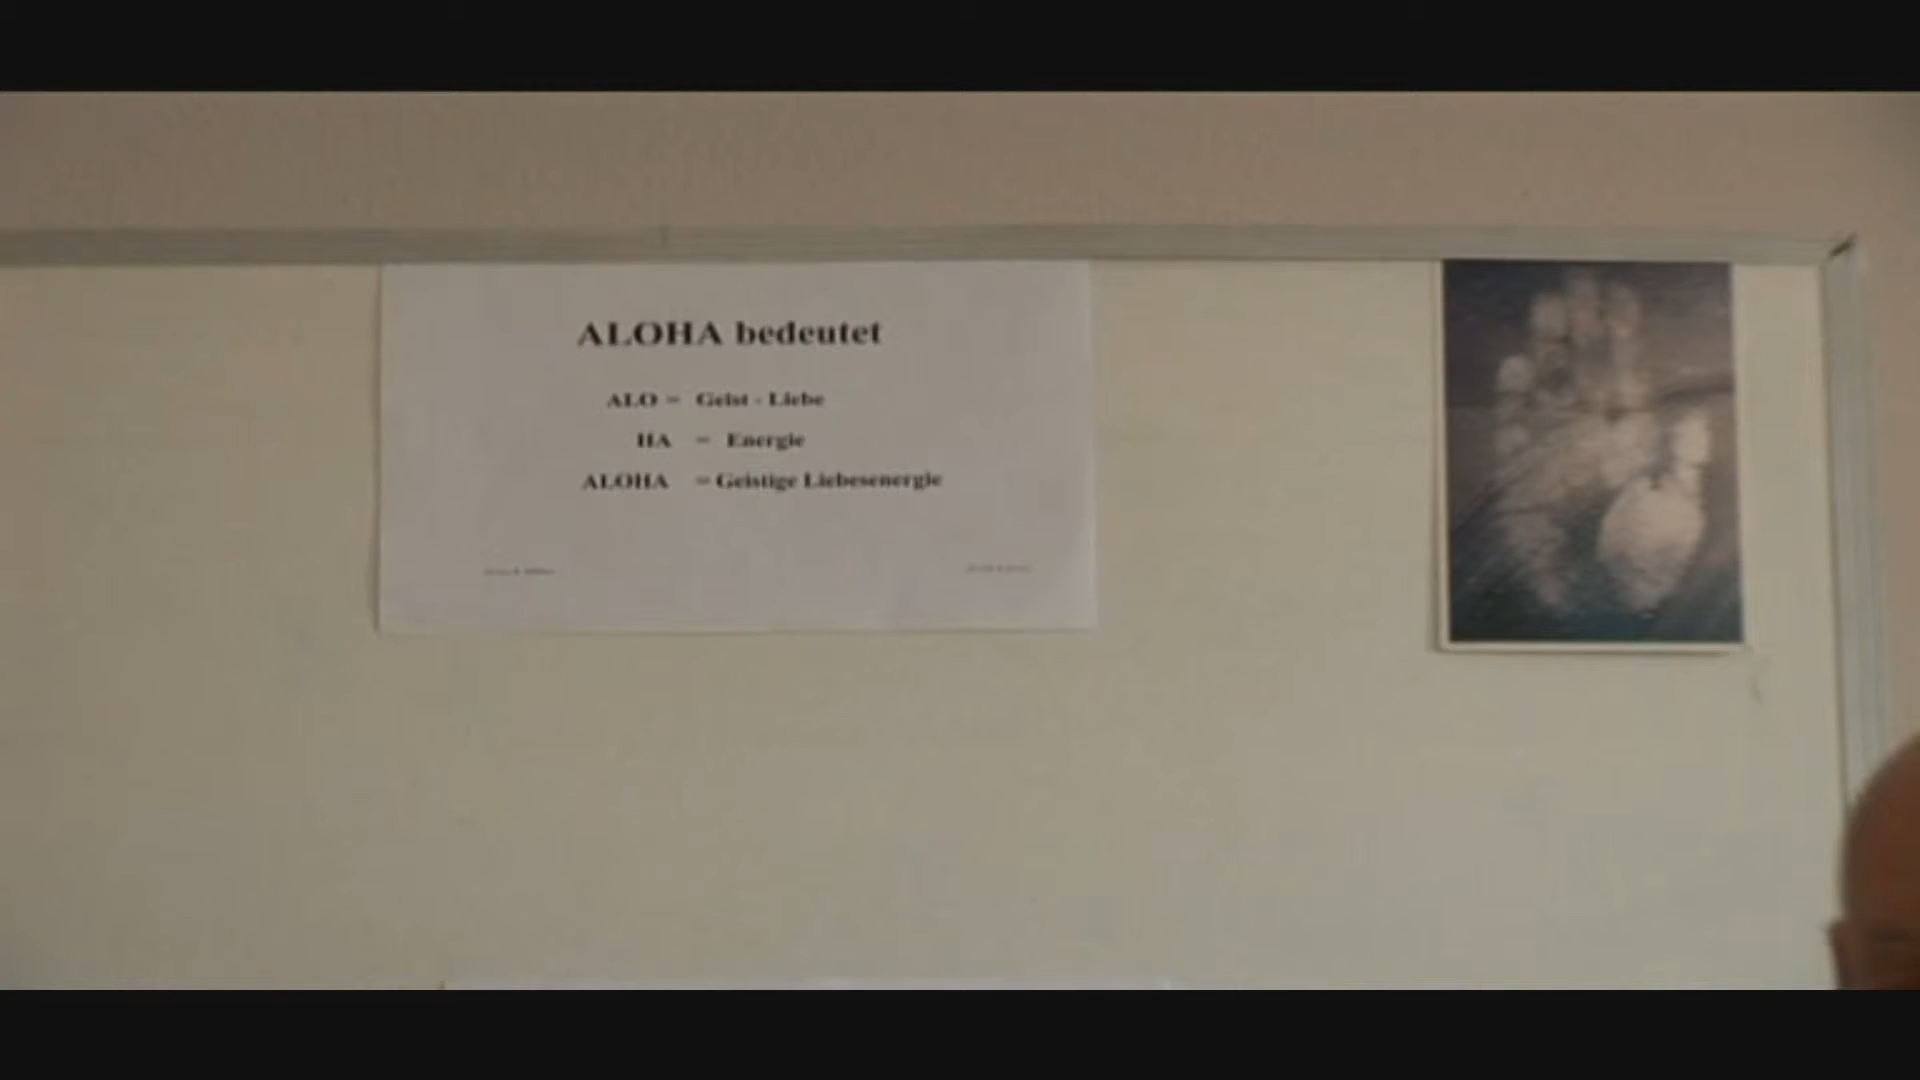 ALOHA bedeutet
ALO = Geist - Liebe
HA = Energie
ALOHA = Geistige Liebesenergie